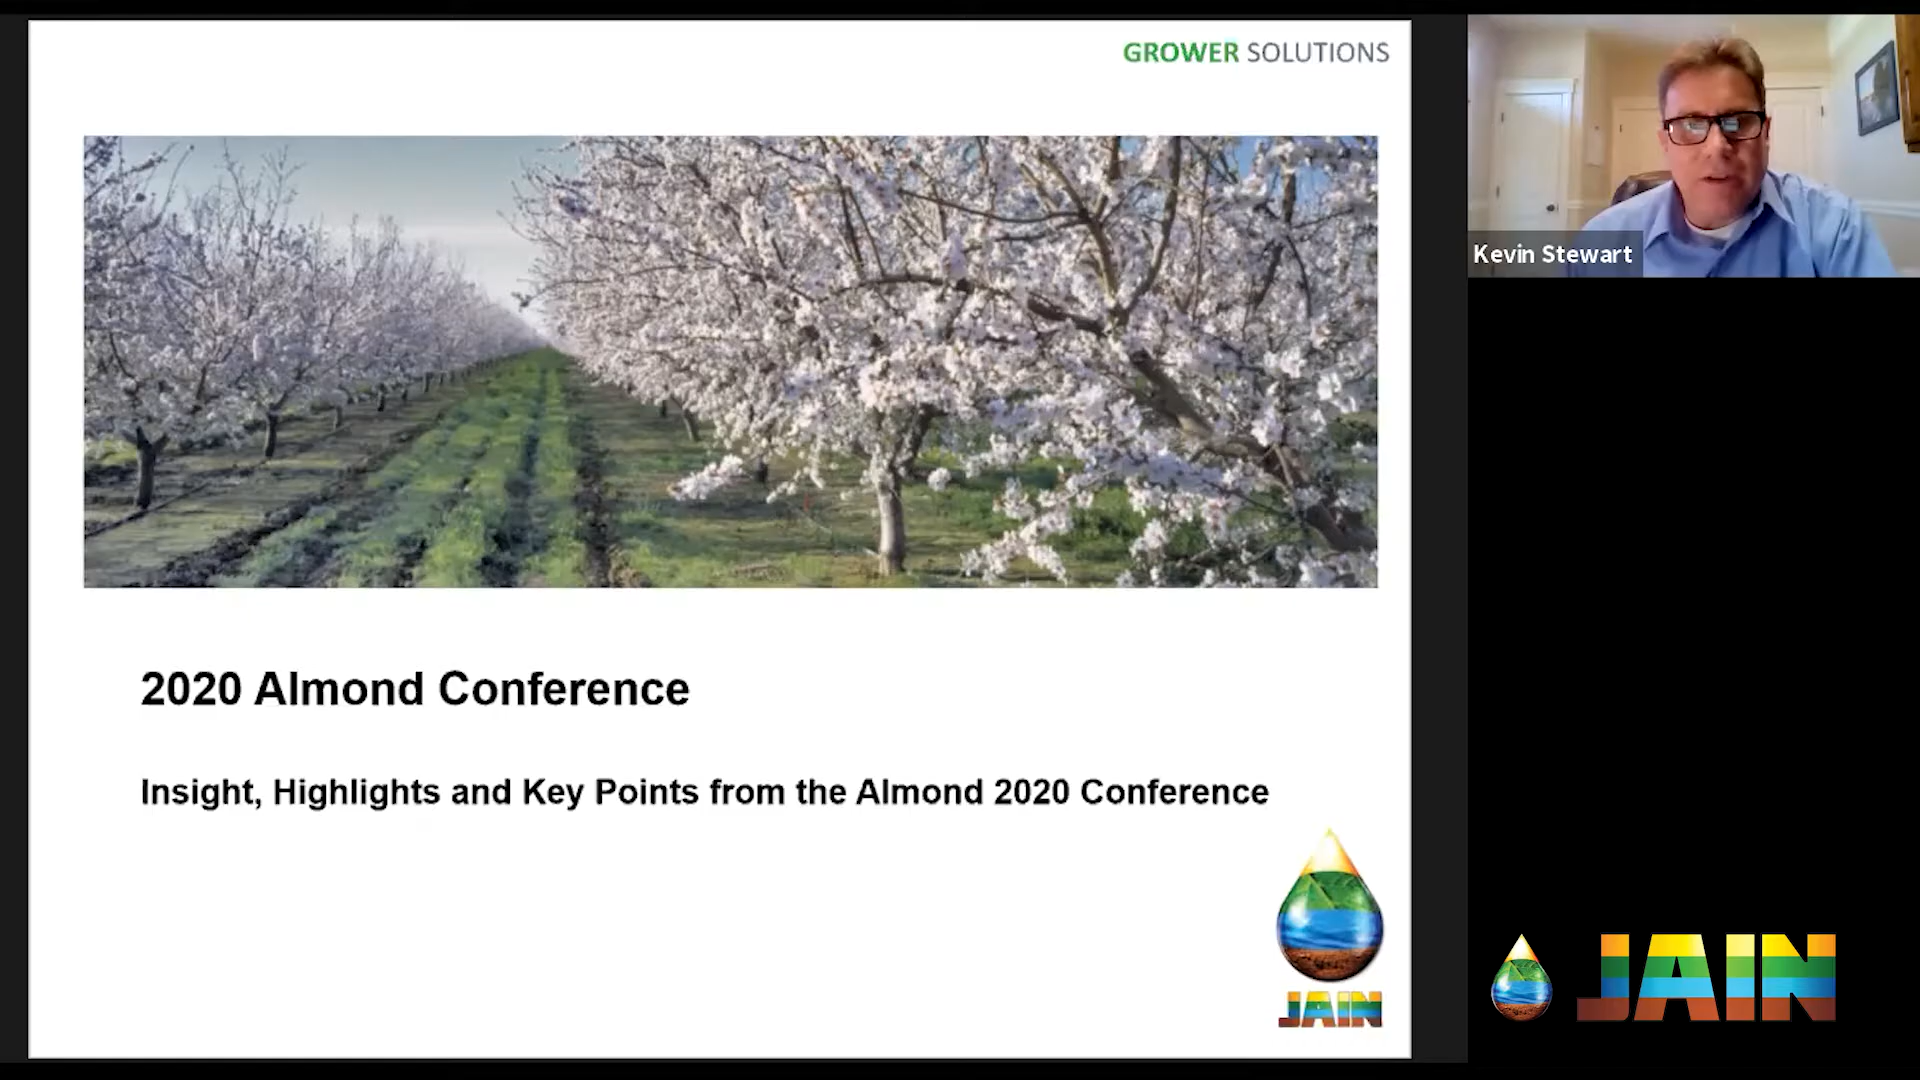 GROWER SOLUTIONS
Kevin Stewart
2020 Almond Conference
Insight, Highlights and Key Points from the Almond 2020 Conference
JAIN
JAIN